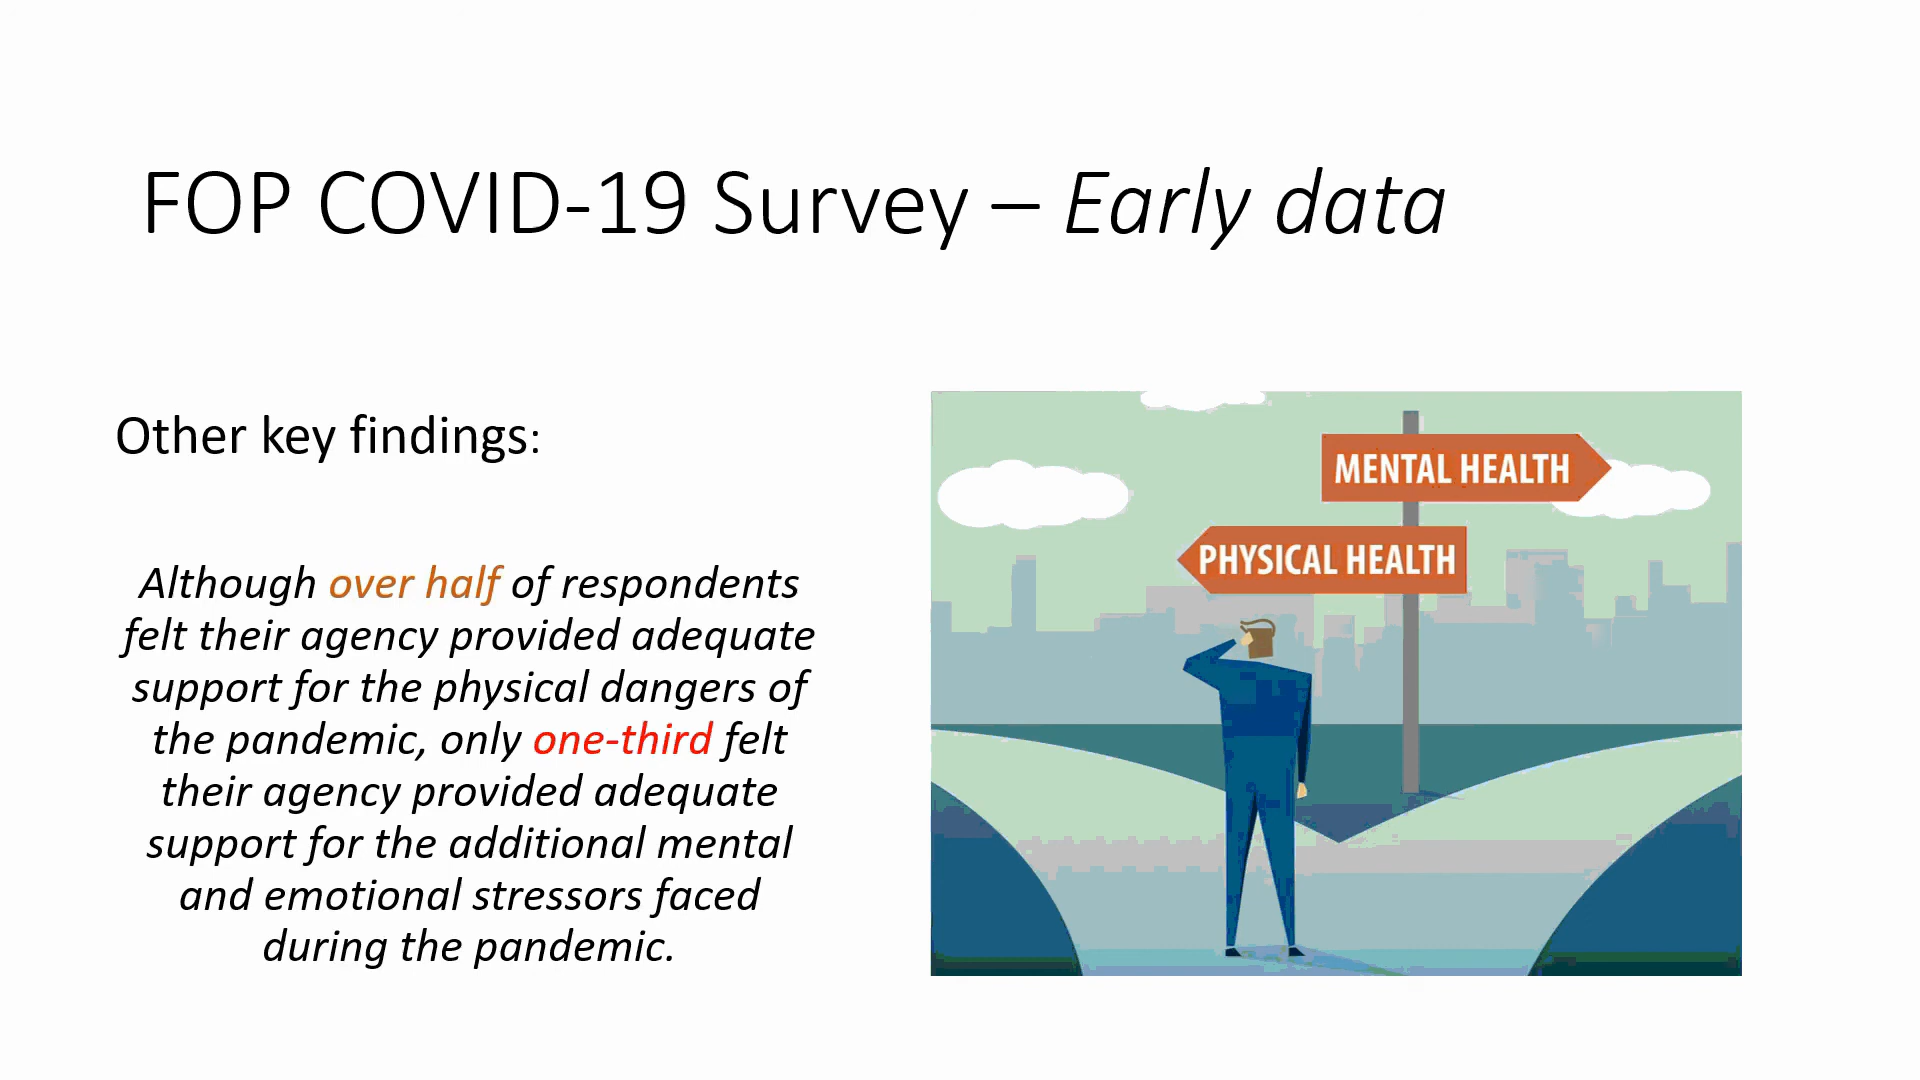 FOP COVID-19 Survey – Early data
Other key findings:
Although over half of respondents
felt their agency provided adequate
support for the physical dangers of
the pandemic, only one-third felt
their agency provided adequate
support for the additional mental
and emotional stressors faced
during the pandemic.
MENTAL HEALTH
PHYSICAL HEALTH